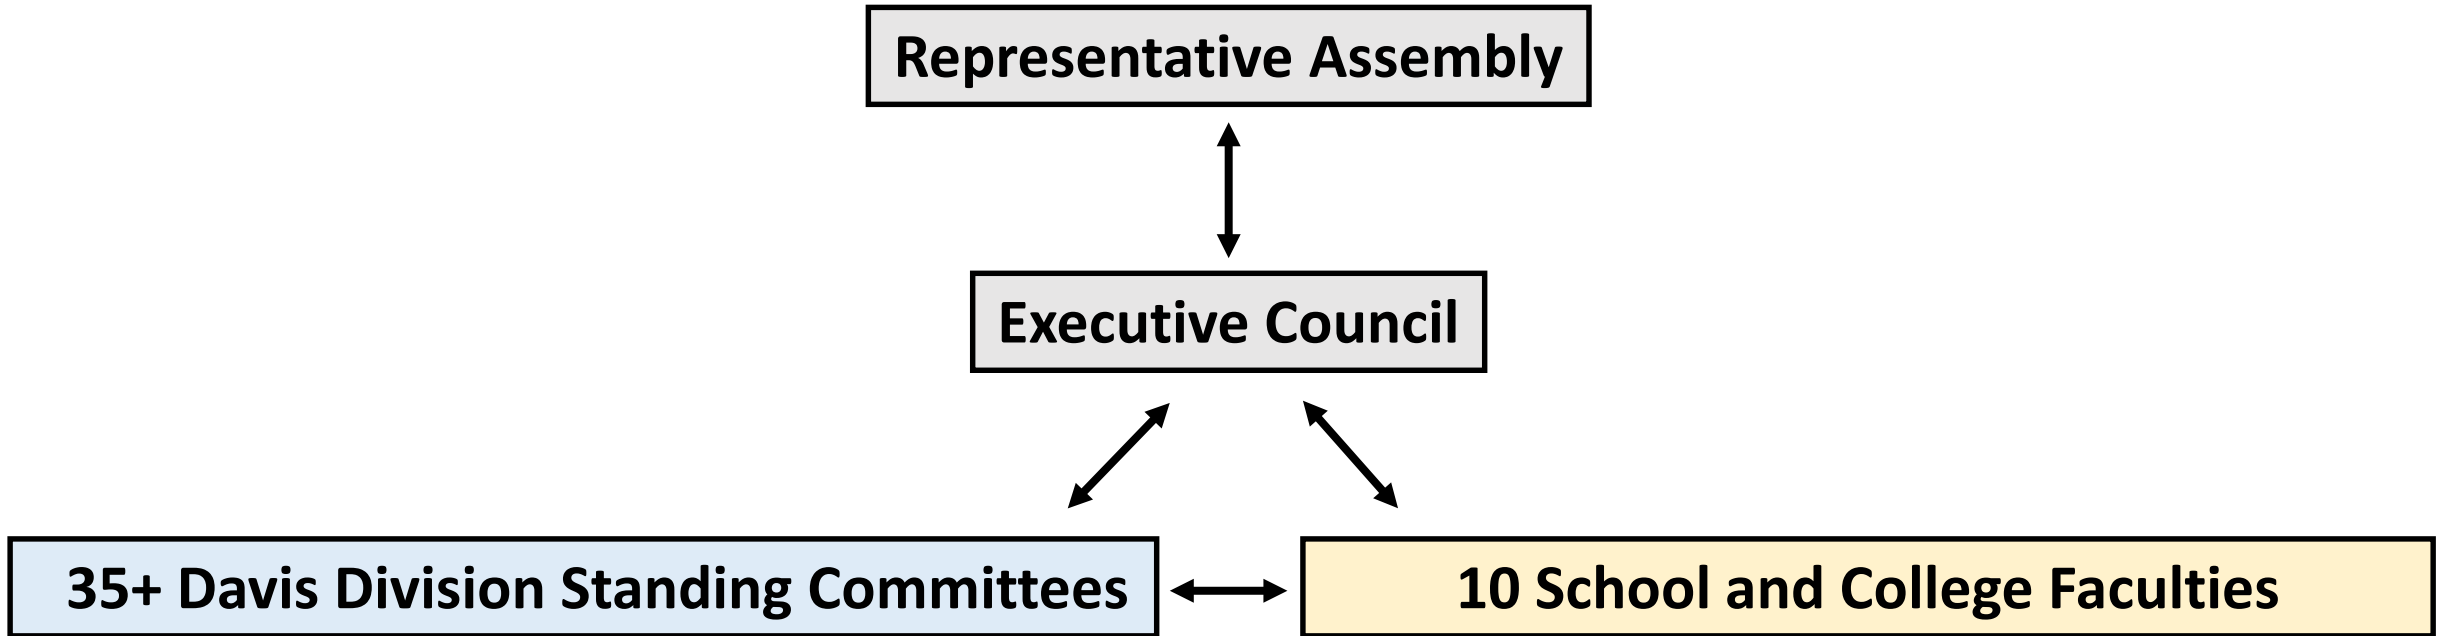 Representative Assembly
Executive Council
35+ Davis Division Standing Committees
10 School and College Faculties